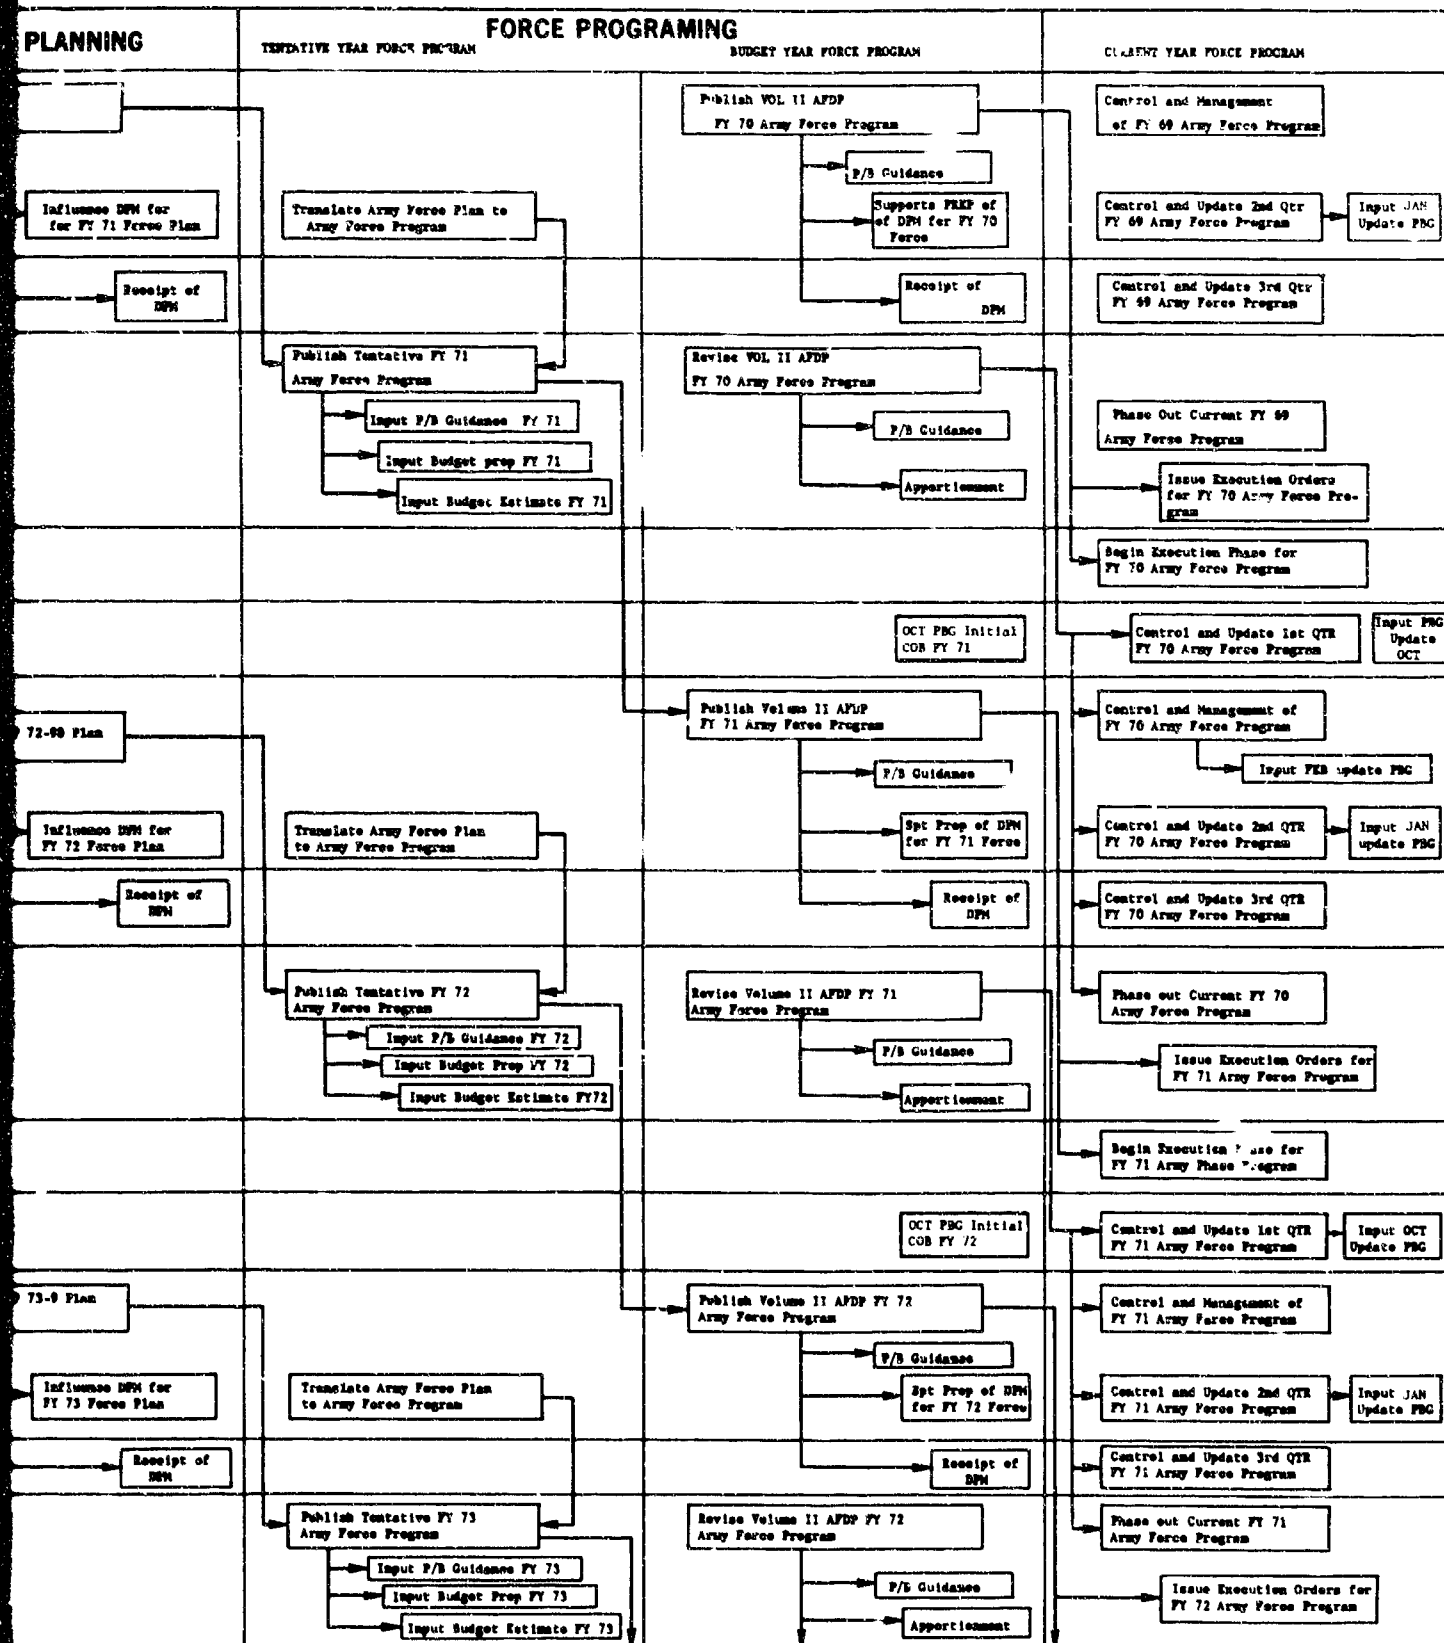 FORCE PROGRAMING
PLANNING
TENTATIVE YEAR FORCE PROGRAM
BUDGET YEAR FORCE PROGRAM
CURRENT YEAR FORCE PROGRAM
Publish VOL II AFDP
FY 70 Army Force Program
Control and Management
of FY 69 Army Force Program
P/B Guidance
Influence DPM for
for FY 71 Force Plan
Translate Army Force Plan to
Army Force Program
Supports PREP of
of DPM for FY 70
Force
Control and Update 2nd Qtr
FY 69 Army Force Program
Input JAN
Update PBG
Receipt of
DPM
Receipt of
DPM
Control and Update 3rd Qtr
FY 69 Army Force Program
Publish Tentative FY 71
Army Force Program
Revise VOL II AFDP
FY 70 Army Force Program
Input P/B Guidance FY 71
P/B Guidance
Phase Out Current FY 69
Army Force Program
Input Budget prep FY 71
Input Budget Estimate FY 71
Apportionment
Issue Execution Orders
for FY 70 Army Force Pro-
gram
Begin Execution Phase for
FY 70 Army Force Program
OCT PBG Initial
COB FY 71
Control and Update 1st QTR
FY 70 Army Force Program
Input PBG
Update
OCT
72-90 Plan
Publish Volume II AFDP
FY 71 Army Force Program
Control and Management of
FY 70 Army Force Program
P/B Guidance
Input FEB update PBG
Influence DPM for
FY 72 Force Plan
Translate Army Force Plan
to Army Force Program
Spt Prep of DPM
for FY 71 Force
Control and Update 2nd QTR
FY 70 Army Force Program
Input JAN
update PBG
Receipt of
DPM
Receipt of
DPM
Control and Update 3rd QTR
FY 70 Army Force Program
Publish Tentative FY 72
Army Force Program
Revise Volume II AFDP FY 71
Army Force Program
Phase out Current FY 70
Army Force Program
Input P/B Guidance FY 72
P/B Guidance
Input Budget Prep FY 72
Issue Execution Orders for
FY 71 Army Force Program
Input Budget Estimate FY72
Apportionment
Begin Execution Phase for
FY 71 Army Phase Program
OCT PBG Initial
COB FY 72
Control and Update 1st QTR
FY 71 Army Force Program
Input OCT
Update PBG
73-9 Plan
Publish Volume II AFDP FY 72
Army Force Program
Control and Management of
FY 71 Army Force Program
P/B Guidance
Influence DPM for
FY 73 Force Plan
Translate Army Force Plan
to Army Force Program
Spt Prep of DPM
for FY 72 Force
Control and Update 2nd QTR
FY 71 Army Force Program
Input JAN
Update PBG
Receipt of
DPM
Receipt of
DPM
Control and Update 3rd QTR
FY 71 Army Force Program
Publish Tentative FY 73
Army Force Program
Revise Volume II AFDP FY 72
Army Force Program
Phase out Current FY 71
Army Force Program
Input P/B Guidance FY 73
P/B Guidance
Input Budget Prep FY 73
Issue Execution Orders for
FY 72 Army Force Program
Input Budget Estimate FY 73
Apportionment